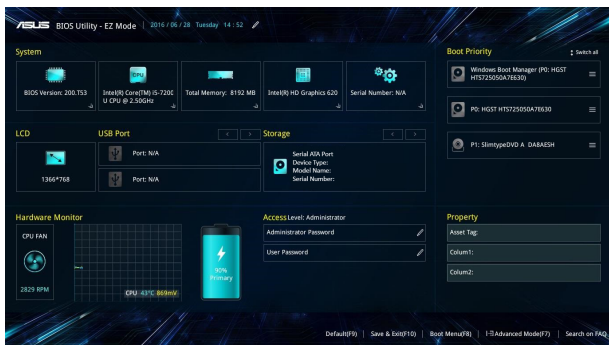 ASUS BIOS Utility - EZ Mode 2016 / 06 / 28 Tuesday 14 : 52
System
BIOS Version: 200.T53
CPU
Intel(R) Core(TM) i5-7200
U CPU @ 2.50GHz
Total Memory: 8192 MB
Intel(R) HD Graphics 620
Serial Number: N/A
Boot Priority
Switch all
Windows Boot Manager (P0: HGST
HTS725050A7E630)
P0: HGST HTS725050A7E630
P1: SlimtypeDVD A DA8AESH
LCD
1366*768
USB Port
Port: N/A
Port: N/A
Storage
Serial ATA Port
Device Type:
Model Name:
Serial Number:
Hardware Monitor
CPU FAN
2829 RPM
CPU 43°C 869mV
90%
Primary
Access Level: Administrator
Administrator Password
User Password
Property
Asset Tag:
Colum1:
Colum2:
Default(F9) | Save & Exit(F10) | Boot Menu(F8) | Advanced Mode(F7) | Search on FAQ